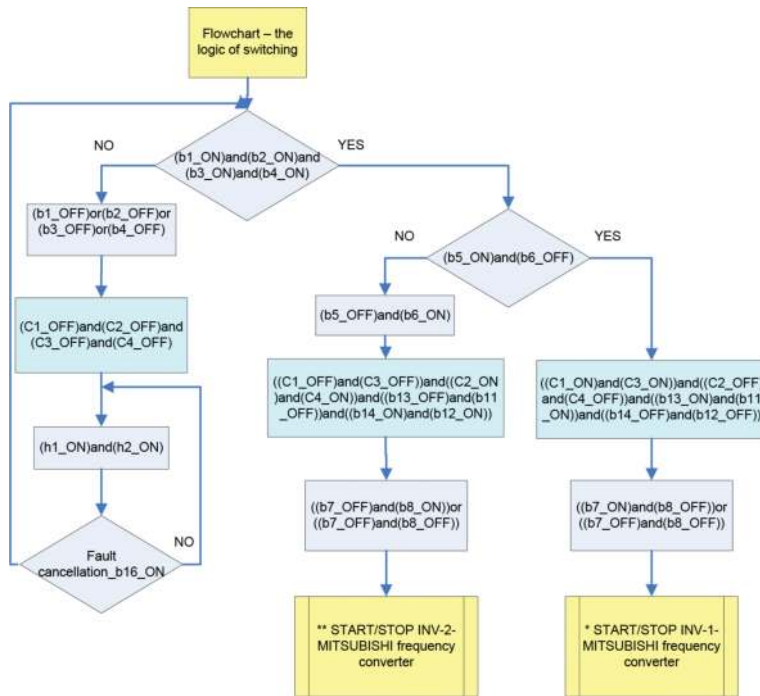 Flowchart – the
logic of switching
NO
YES
(b1_ON)and(b2_ON)and
(b3_ON)and(b4_ON)
(b1_OFF)or(b2_OFF)or
(b3_OFF)or(b4_OFF)
NO
YES
(b5_ON)and(b6_OFF)
(C1_OFF)and(C2_OFF)and
(C3_OFF)and(C4_OFF)
(b5_OFF)and(b6_ON)
((C1_OFF)and(C3_OFF))and((C2_ON
)and(C4_ON))and((b13_OFF)and(b11
_OFF))and((b14_ON)and(b12_ON))
((C1_ON)and(C3_ON))and((C2_OFF)
and(C4_OFF))and((b13_ON)and(b11_
ON))and((b14_OFF)and(b12_OFF))
(h1_ON)and(h2_ON)
((b7_OFF)and(b8_ON))or
((b7_OFF)and(b8_OFF))
((b7_ON)and(b8_OFF))or
((b7_OFF)and(b8_OFF))
NO
Fault
cancellation_b16_ON
** START/STOP INV-2-
MITSUBISHI frequency
converter
* START/STOP INV-1-
MITSUBISHI frequency
converter